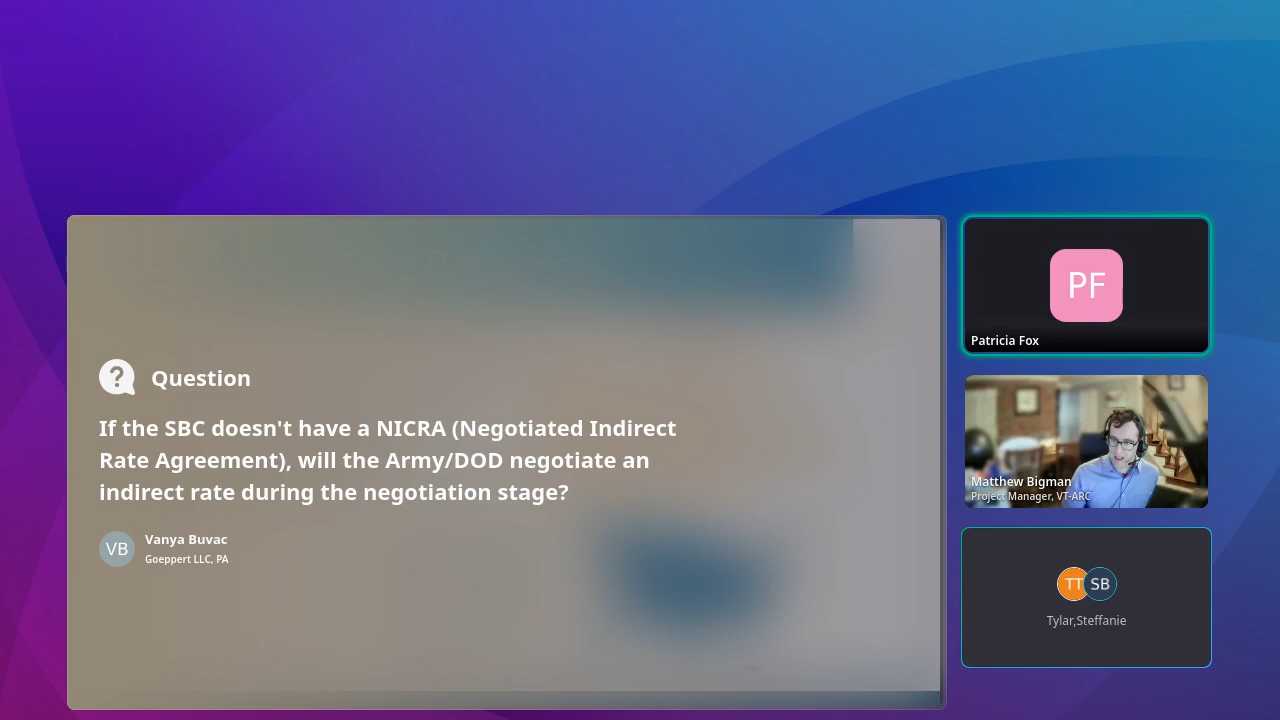 Question
If the SBC doesn't have a NICRA (Negotiated Indirect
Rate Agreement), will the Army/DOD negotiate an
indirect rate during the negotiation stage?
VB
Vanya Buvac
Goeppert LLC, PA
PF
Patricia Fox
Matthew Bigman
Project Manager, VT-ARC
TT SB
Tylar,Steffanie